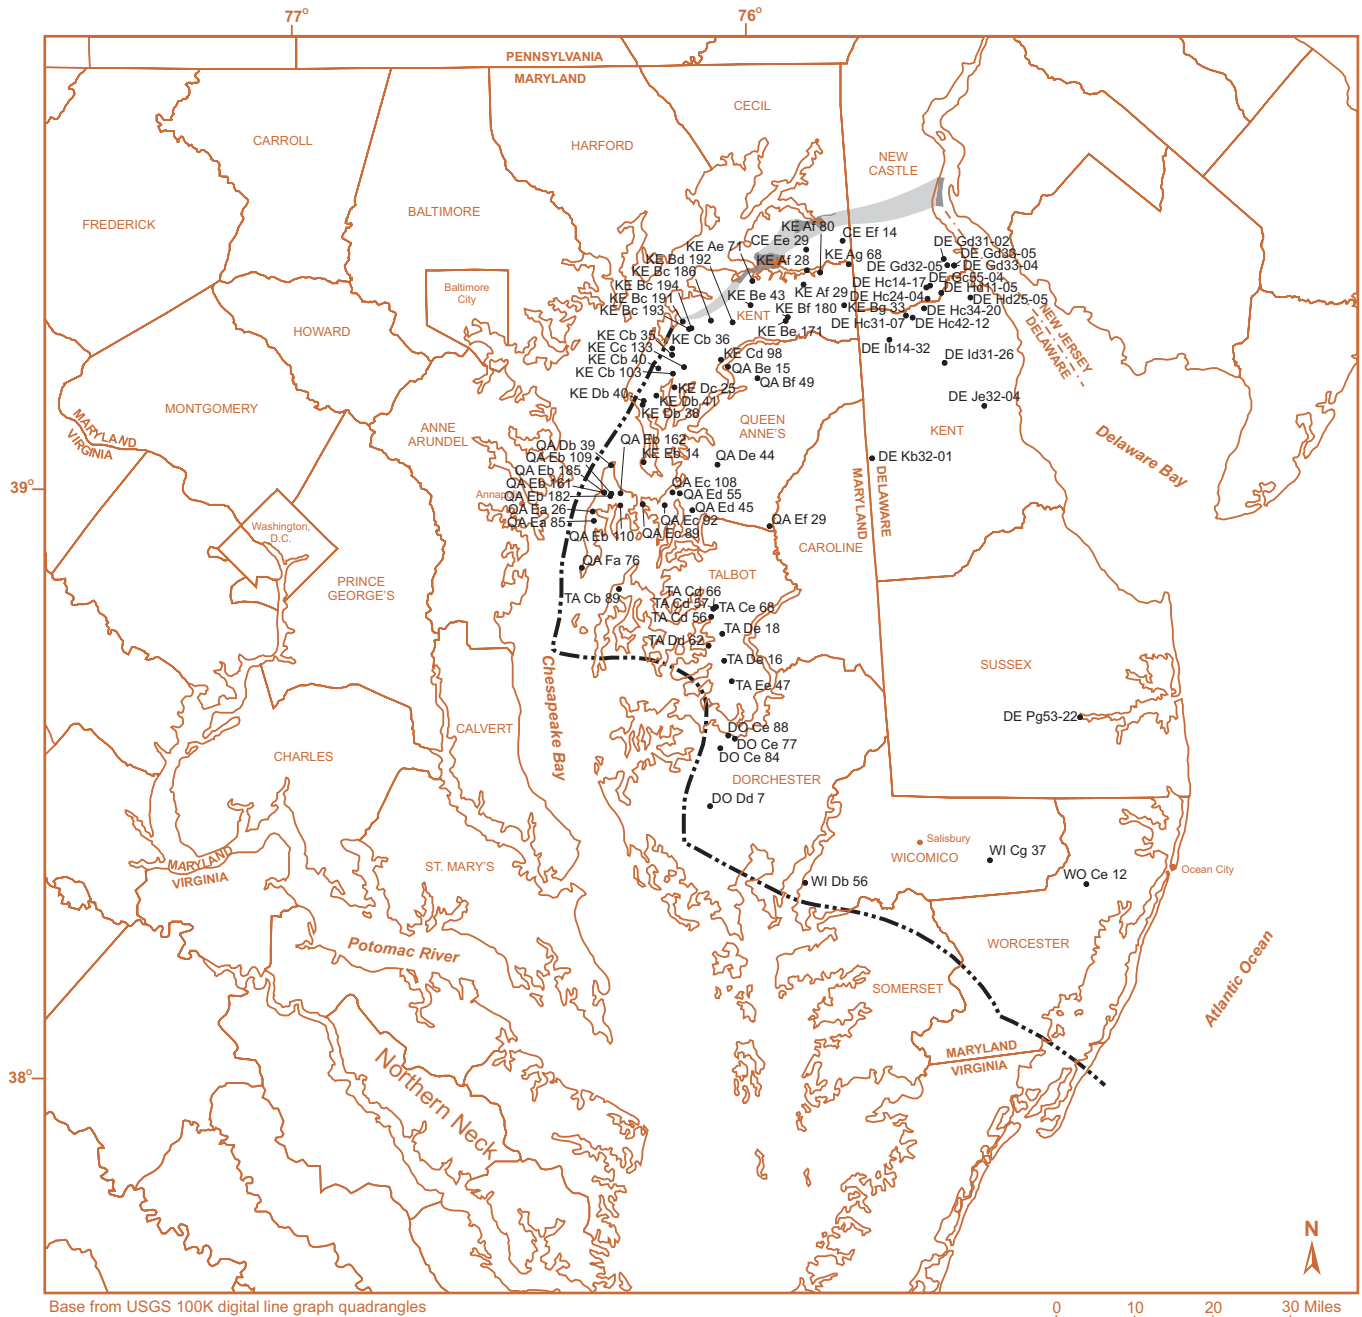 77°
76°
PENNSYLVANIA
MARYLAND
CECIL
CARROLL
HARFORD
NEW
CASTLE
BALTIMORE
FREDERICK
KE Af 80
CE Ef 14
CE Ee 29
KE Ae 71
KE Bd 192
KE Bc 186
KE Af 28
KE Ag 68
DE Gd31-02
DE Gd33-05
DE Gd32-05
DE Gd33-04
DE Gc55-04
DE Hc14-17
DE Hd11-05
DE Hc24-04
DE Hd25-05
KE Bc 194
KE Bc 191
KE Bc 193
KE Be 43
KE Af 29
KE Bf 180
KE Bg 33
DE Hc34-20
KENT
DE Hc31-07
DE Hc42-12
Baltimore
City
HOWARD
KE Be 171
NEW JERSEY
DELAWARE
KE Cb 35
KE Cb 36
KE Cc 133
KE Cb 40
KE Cb 103
KE Cd 98
QA Be 15
QA Bf 49
DE Ib14-32
DE Id31-26
KE Db 40
KE Dc 25
KE Db 41
KE Db 38
DE Je32-04
MONTGOMERY
MARYLAND
VIRGINIA
ANNE
ARUNDEL
QUEEN
ANNE'S
KENT
Delaware Bay
QA Db 39
QA Eb 162
QA Eb 109
KE Eb 14
QA De 44
DE Kb32-01
QA Eb 185
QA Eb 161
QA Eb 182
QA Ec 108
QA Ed 55
39°
Annapolis
QA Ea 26
QA Ea 85
QA Ed 45
QA Ec 92
QA Ef 29
MARYLAND
DELAWARE
Washington,
D.C.
QA Eb 110
QA Ec 89
CAROLINE
QA Fa 76
TALBOT
PRINCE
GEORGE'S
TA Cb 89
TA Cd 66
TA Cd 57
TA Ce 68
TA Cd 56
TA De 18
TA Dd 62
TA De 16
SUSSEX
TA Ee 47
Chesapeake Bay
DE Pg53-22
CALVERT
DO Ce 88
DO Ce 77
DO Ce 84
CHARLES
DORCHESTER
DO Dd 7
Salisbury
WICOMICO
WI Cg 37
MARYLAND
VIRGINIA
ST. MARY'S
WI Db 56
WO Ce 12
Ocean City
Potomac River
WORCESTER
SOMERSET
Atlantic Ocean
MARYLAND
VIRGINIA
38°
Northern Neck
N
Base from USGS 100K digital line graph quadrangles
0 10 20 30 Miles